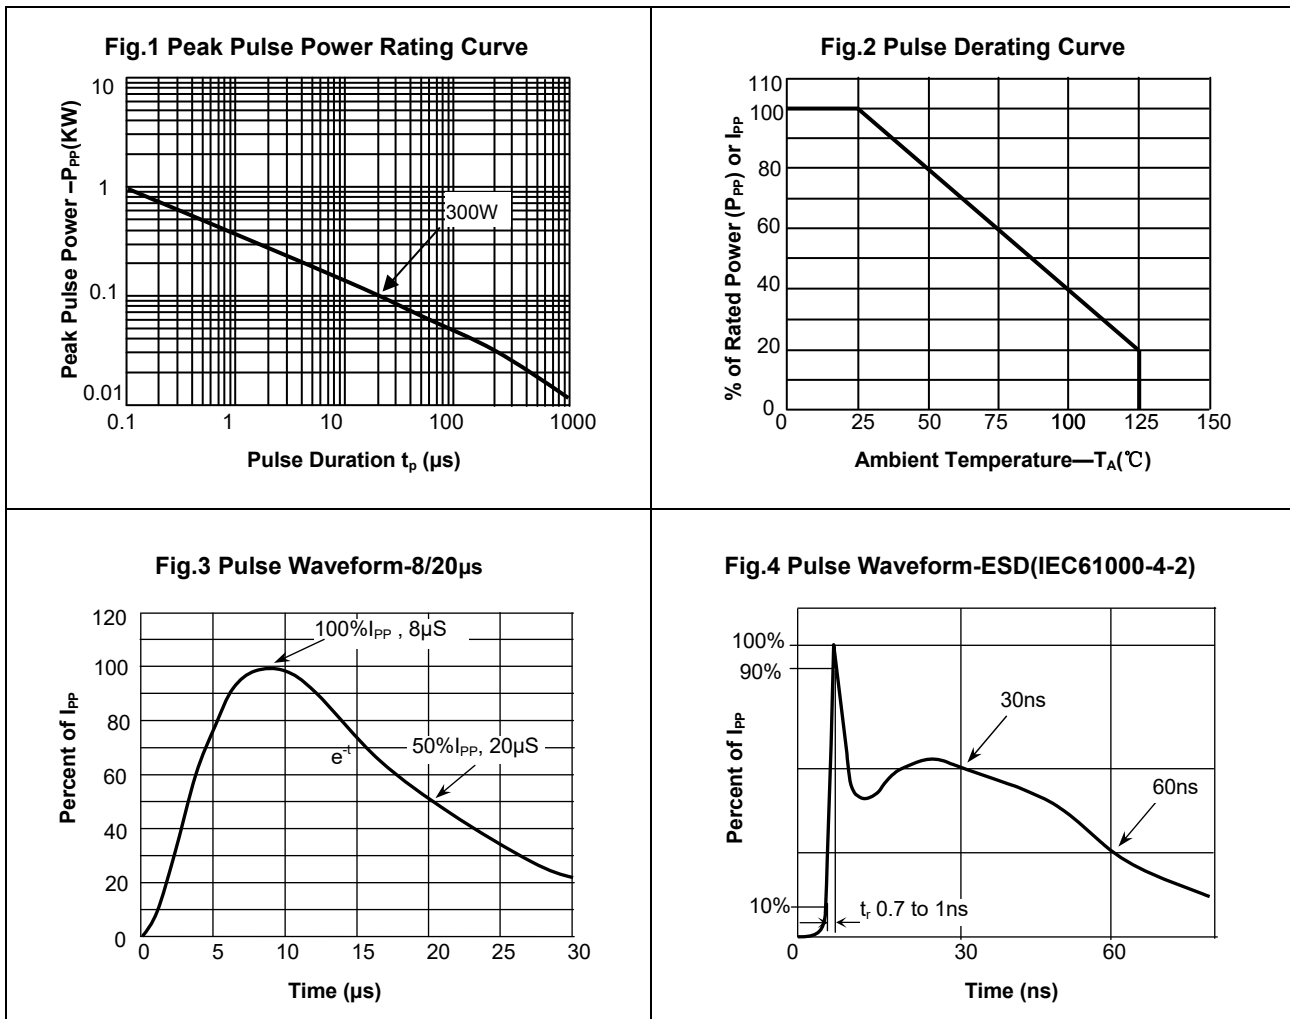 Fig.1 Peak Pulse Power Rating Curve
Peak Pulse Power –PPP(KW)
10
1
0.1
0.01
300W
0.1 1 10 100 1000
Pulse Duration tp (µs)
Fig.2 Pulse Derating Curve
% of Rated Power (PPP) or IPP
110
100
80
60
40
20
0
0 25 50 75 100 125 150
Ambient Temperature—TA(℃)
Fig.3 Pulse Waveform-8/20µs
Percent of IPP
120
100
80
60
40
20
0
100%IPP , 8µS
e-t
50%IPP, 20µS
0 5 10 15 20 25 30
Time (µs)
Fig.4 Pulse Waveform-ESD(IEC61000-4-2)
Percent of IPP
100%
90%
10%
30ns
60ns
tr 0.7 to 1ns
0 30 60
Time (ns)